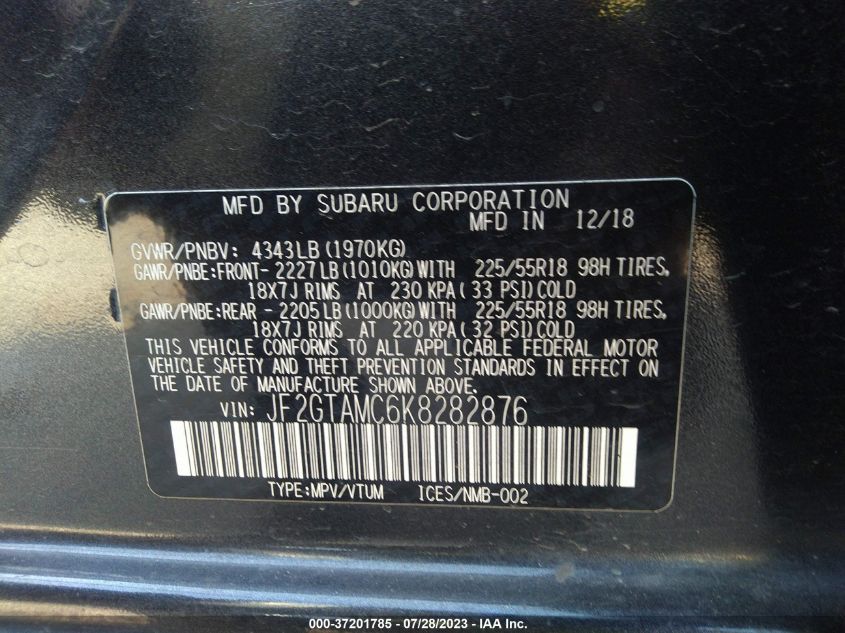 MFD BY SUBARU CORPORATION
MFD IN 12/18
GVWR/PNBV: 4343LB (1970KG)
GAWR/PNBE:FRONT- 2227LB (1010KG) WITH 225/55R18 98H TIRES,
18X7J RIMS AT 230 KPA( 33 PSI)COLD
GAWR/PNBE:REAR - 2205LB (1000KG) WITH 225/55R18 98H TIRES,
18X7J RIMS AT 220 KPA( 32 PSI)COLD
THIS VEHICLE CONFORMS TO ALL APPLICABLE FEDERAL MOTOR
VEHICLE SAFETY AND THEFT PREVENTION STANDARDS IN EFFECT ON
THE DATE OF MANUFACTURE SHOWN ABOVE.
VIN: JF2GTAMC6K8282876
TYPE:MPV/VTUM ICES/NMB-002
000-37201785 / 07/28/2023 - © IAA Inc.